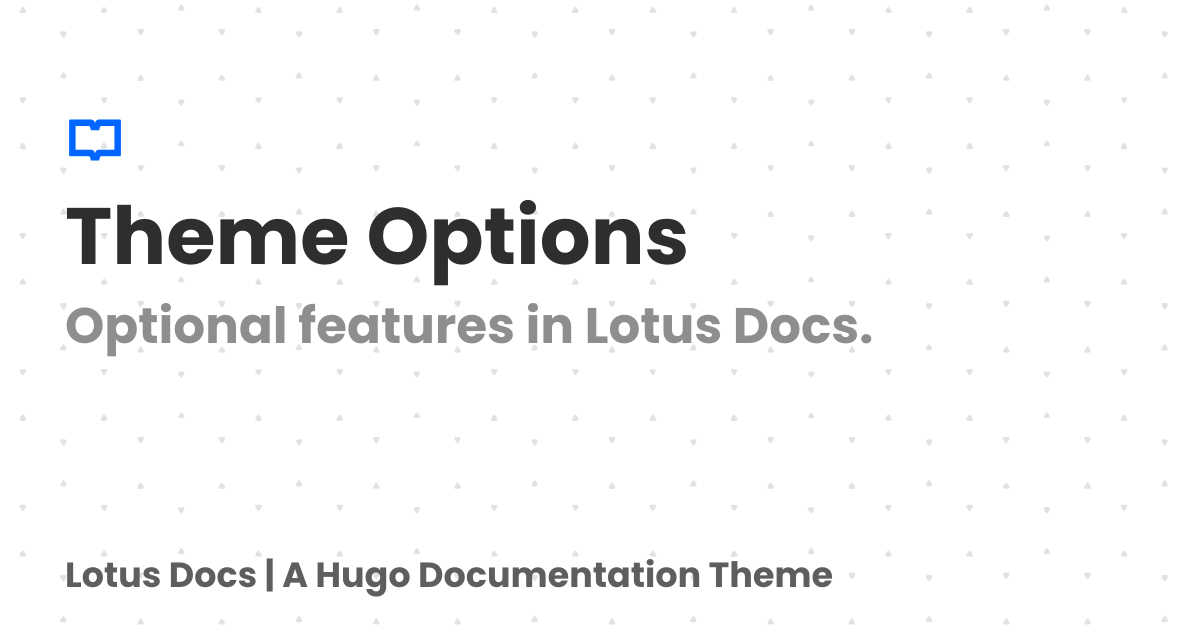 Theme Options
Optional features in Lotus Docs.
Lotus Docs | A Hugo Documentation Theme